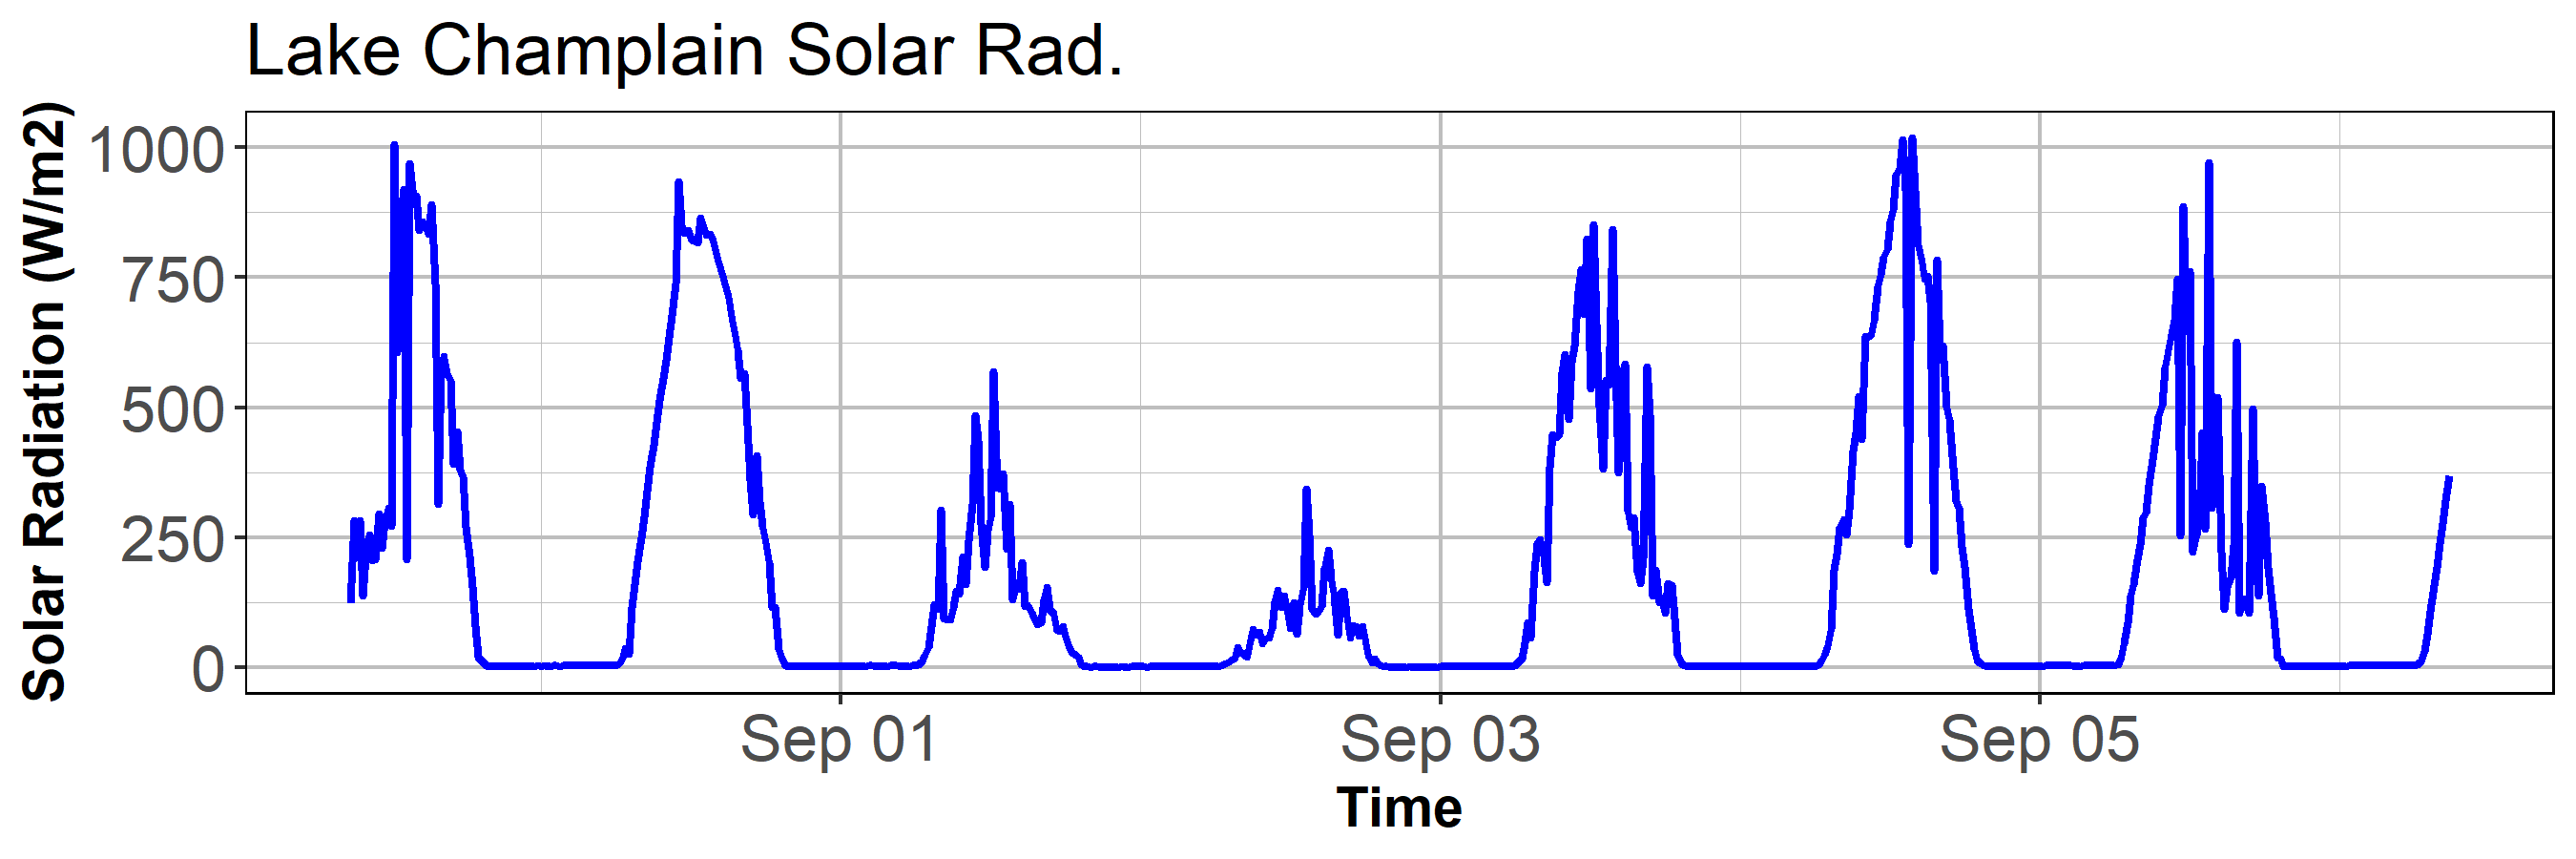 Lake Champlain Solar Rad.
Solar Radiation (W/m2)
1000
750
500
250
0
Sep 01
Sep 03
Sep 05
Time